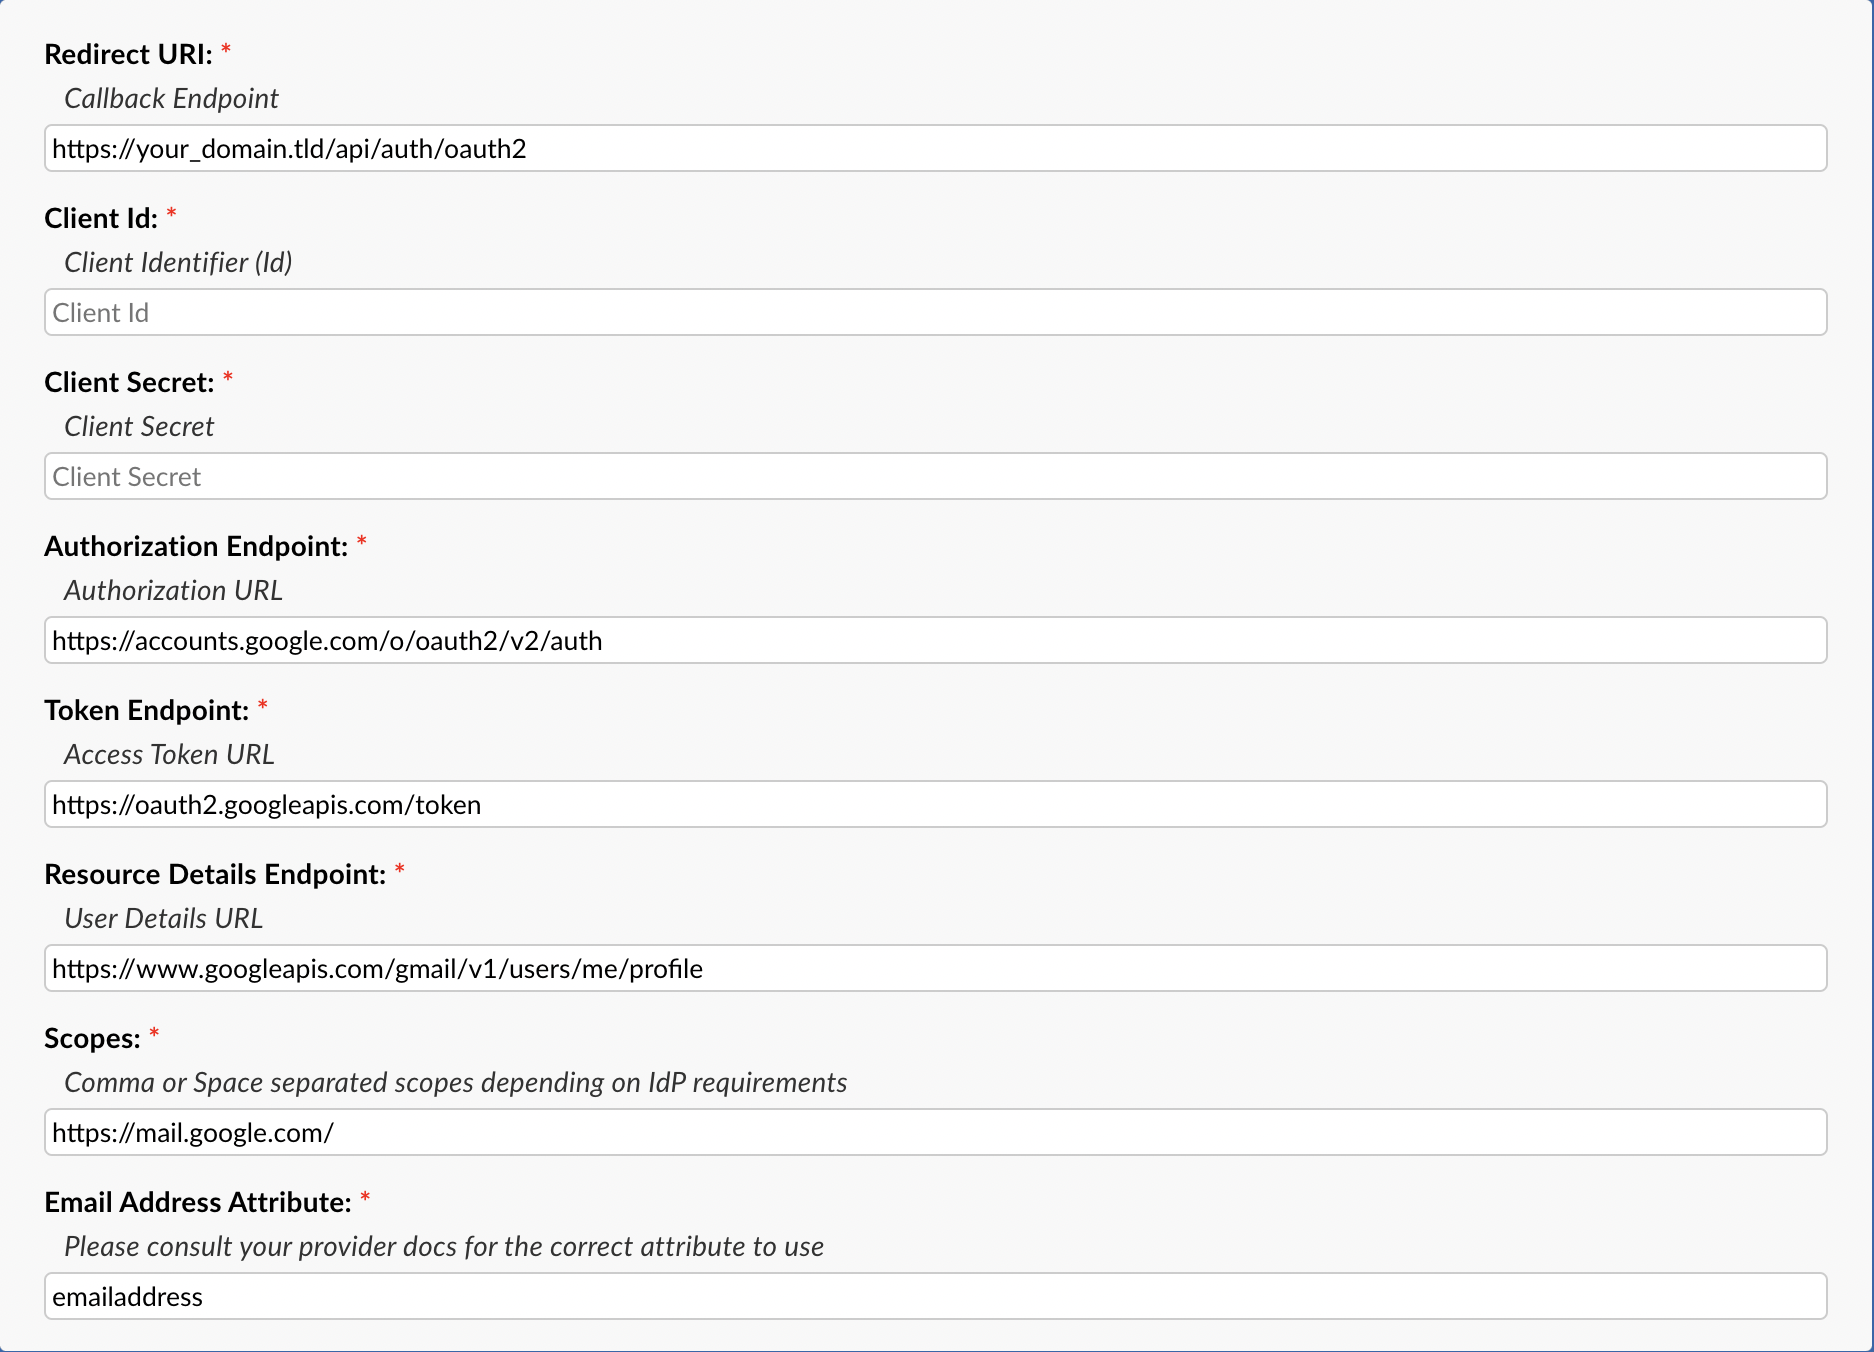 Redirect URI: *
Callback Endpoint
https://your_domain.tld/api/auth/oauth2
Client Id: *
Client Identifier (Id)
Client Id
Client Secret: *
Client Secret
Client Secret
Authorization Endpoint: *
Authorization URL
https://accounts.google.com/o/oauth2/v2/auth
Token Endpoint: *
Access Token URL
https://oauth2.googleapis.com/token
Resource Details Endpoint: *
User Details URL
https://www.googleapis.com/gmail/v1/users/me/profile
Scopes: *
Comma or Space separated scopes depending on IdP requirements
https://mail.google.com/
Email Address Attribute: *
Please consult your provider docs for the correct attribute to use
emailaddress